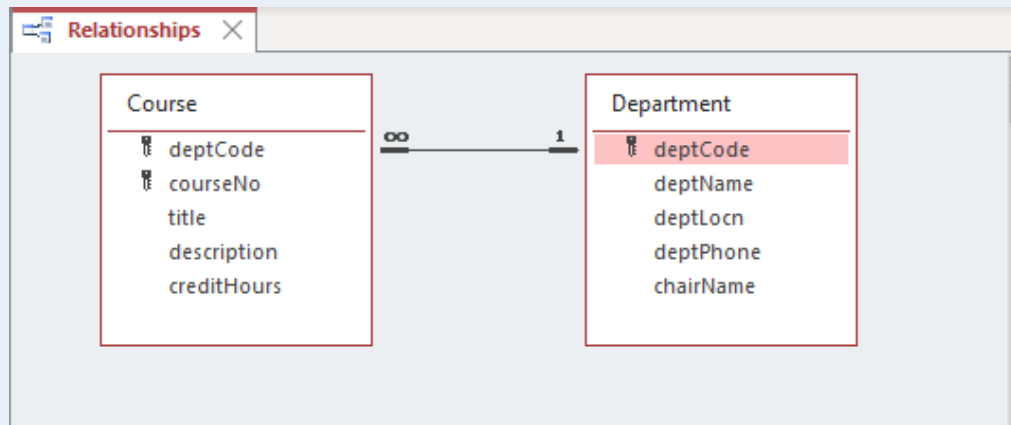 Relationships
Course
deptCode
courseNo
title
description
creditHours
∞
1
Department
deptCode
deptName
deptLocn
deptPhone
chairName